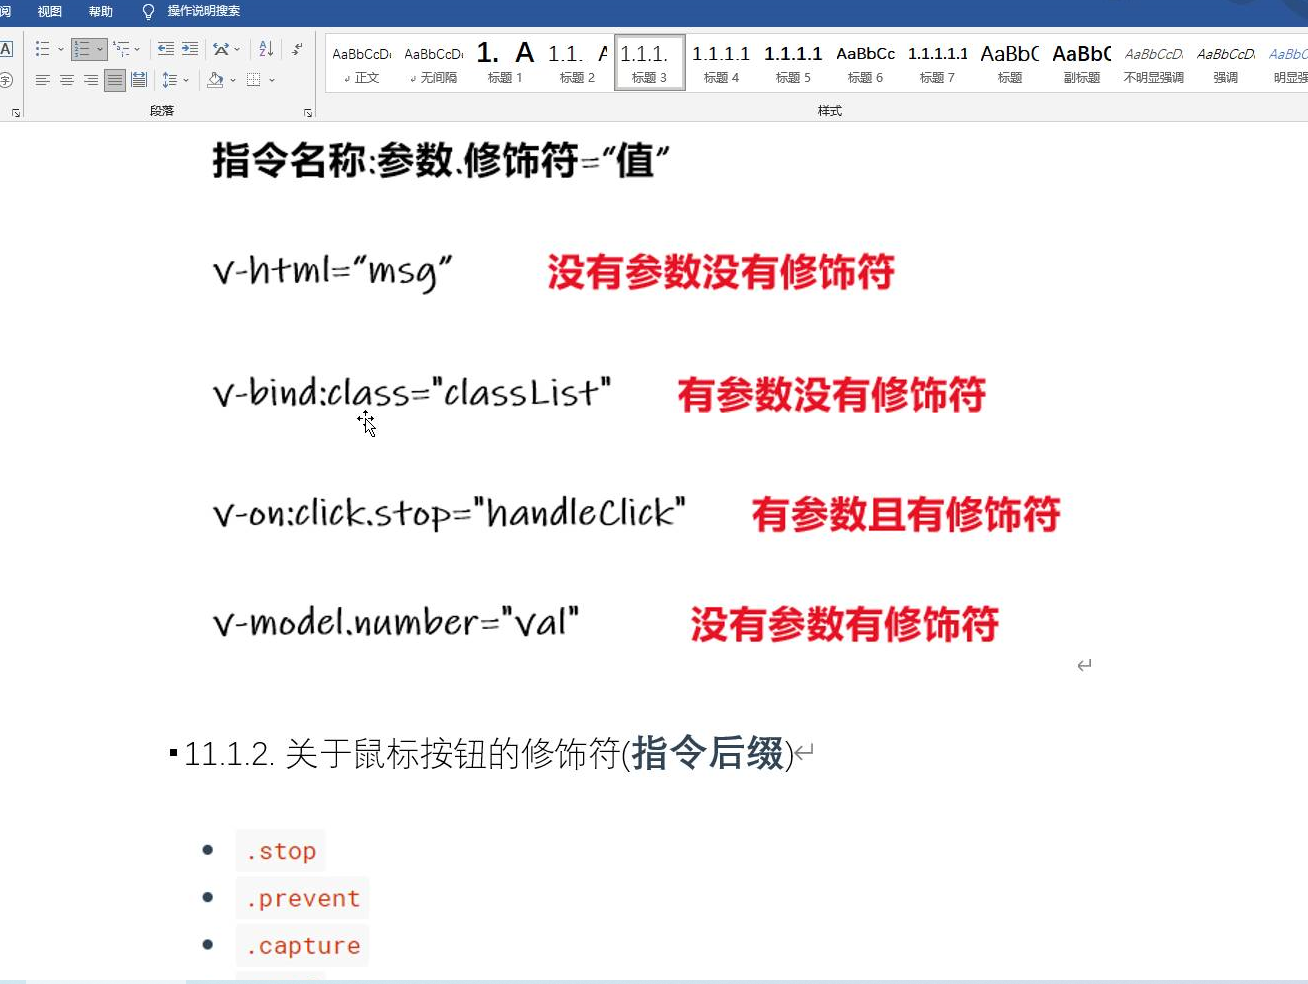 阅 视图 帮助 操作说明搜索
AaBbCcDı AaBbCcDı 1. A 1.1. A 1.1.1. 1.1.1.1 1.1.1.1 AaBbCc 1.1.1.1.1 AaBbC AaBbC AaBbCcD. AaBbCcD. AaBbC
正文 无间隔 标题 1 标题 2 标题 3 标题 4 标题 5 标题 6 标题 7 标题 副标题 不明显强调 强调 明显强
段落 样式
指令名称:参数.修饰符=“值”
v-html=“msg” 没有参数没有修饰符
v-bind:class="classList" 有参数没有修饰符
v-on:click.stop="handleClick" 有参数且有修饰符
v-model.number="val" 没有参数有修饰符
11.1.2. 关于鼠标按钮的修饰符(指令后缀)
.stop
.prevent
.capture